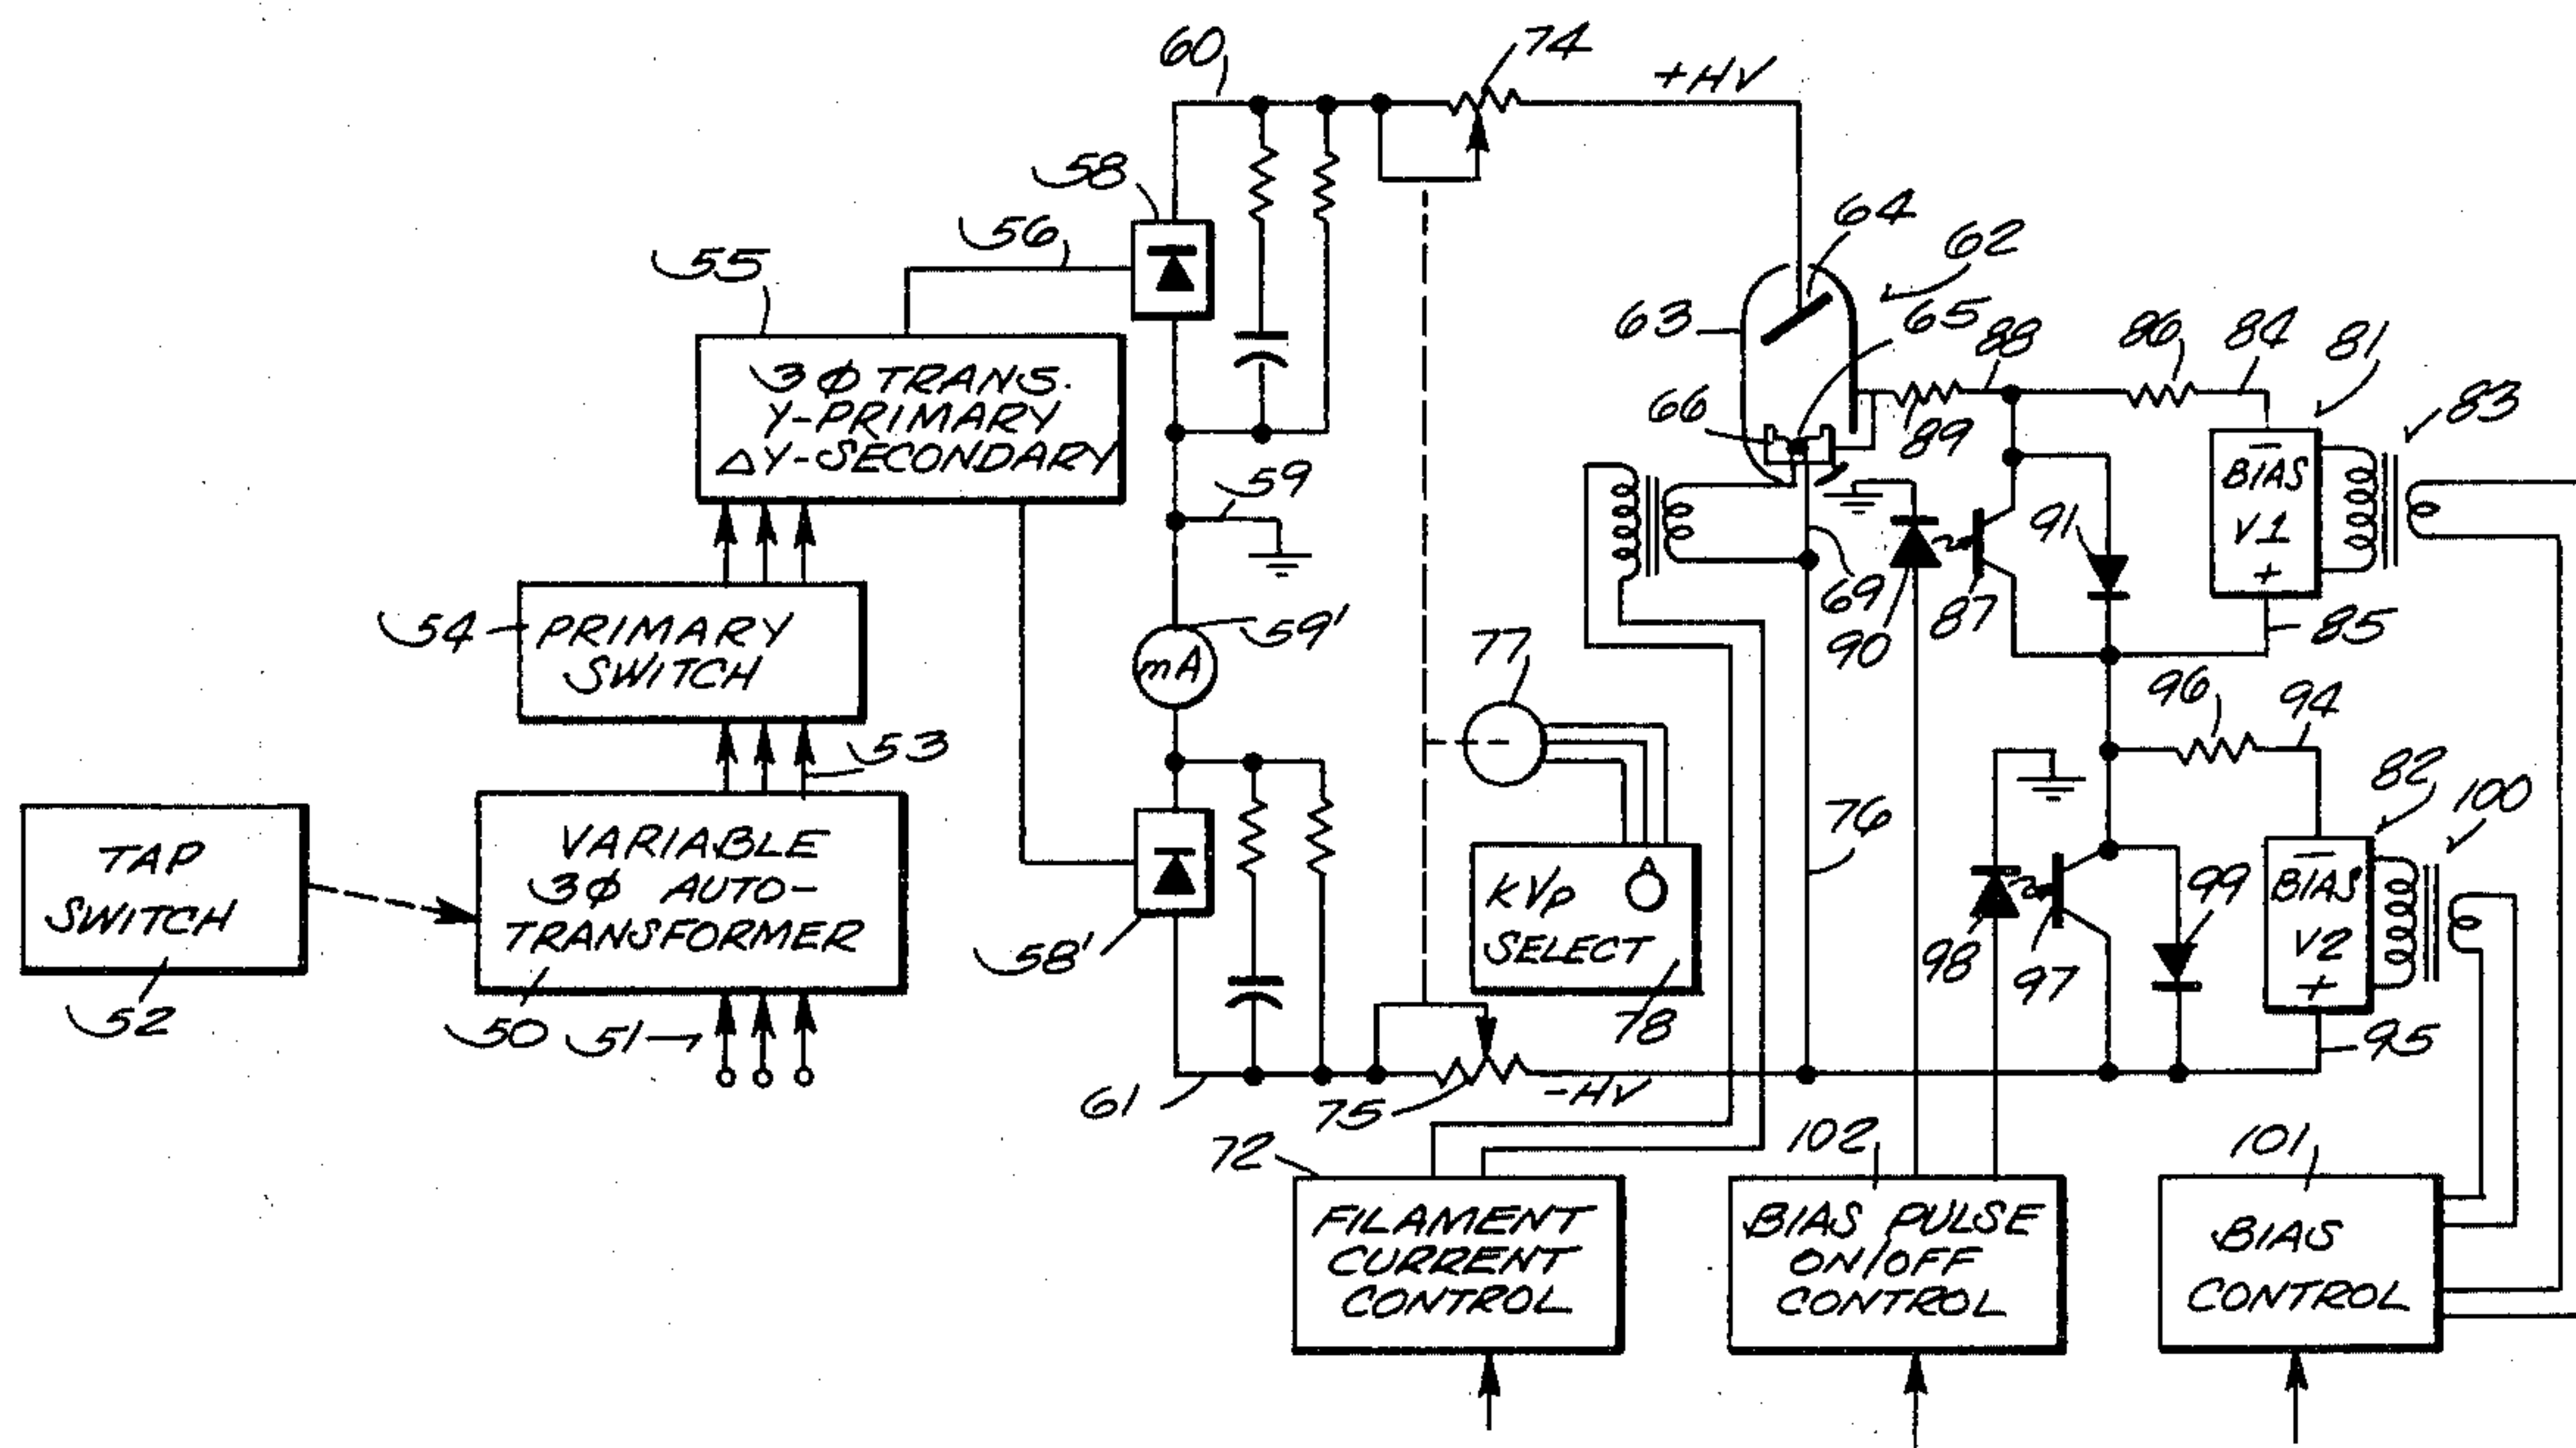 60
74
+HV
58
56
64
62
55
63
65
88
86
84
81
83
3Φ TRANS.
Y-PRIMARY
ΔY-SECONDARY
66
89
59
BIAS
V1
+
91
69
90
87
85
54
PRIMARY
SWITCH
59'
mA
77
96
94
53
82
100
76
TAP
SWITCH
52
VARIABLE
3Φ AUTO-
TRANSFORMER
50
51
58'
KVp
SELECT
78
98
97
99
BIAS
V2
+
95
61
75
-HV
72
102
101
FILAMENT
CURRENT
CONTROL
BIAS PULSE
ON/OFF
CONTROL
BIAS
CONTROL